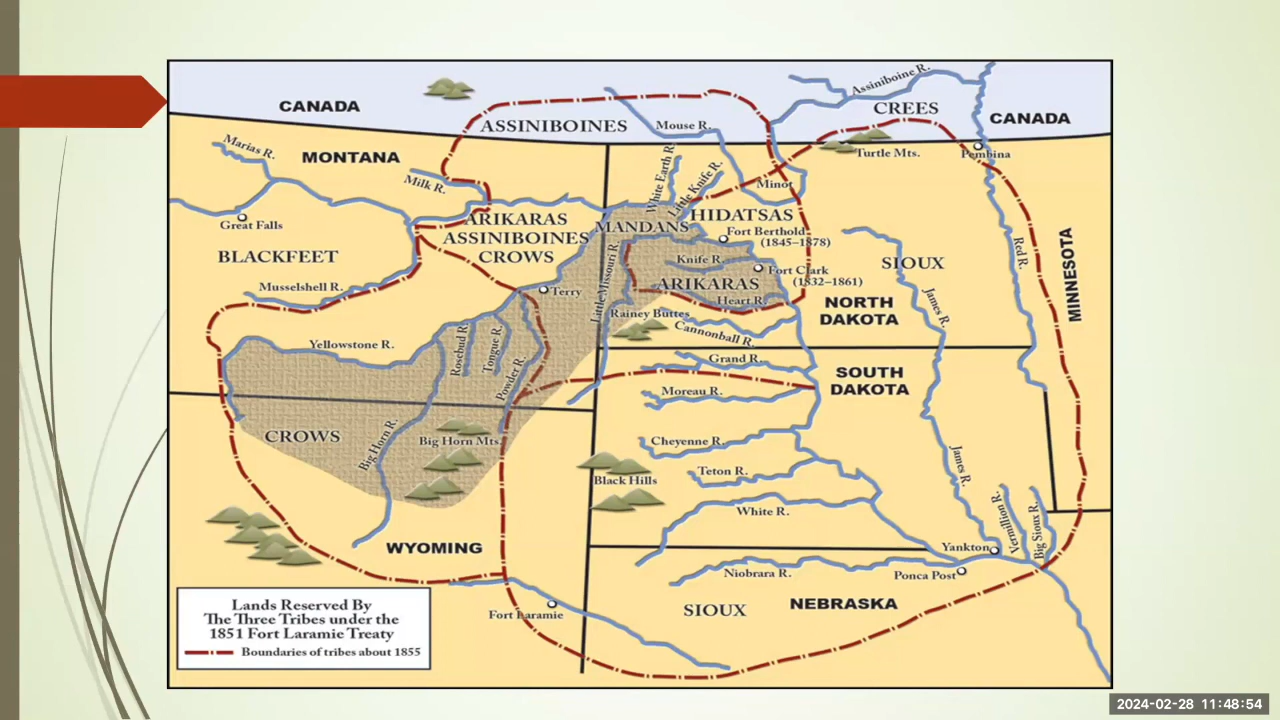 Assiniboine R.
CANADA
CREES
CANADA
ASSINIBOINES
Mouse R.
Marias R.
MONTANA
Turtle Mts.
Pembina
Milk R.
White Earth R.
Little Knife R.
Minot
Great Falls
ARIKARAS
ASSINIBOINES
CROWS
MANDANS
HIDATSAS
Fort Berthold
(1845–1878)
BLACKFEET
Knife R.
Fort Clark
(1832–1861)
SIOUX
Red R.
MINNESOTA
Musselshell R.
Terry
Little Missouri R.
ARIKARAS
Heart R.
NORTH
DAKOTA
James R.
Rainey Buttes
Cannonball R.
Yellowstone R.
Rosebud R.
Tongue R.
Powder R.
Grand R.
SOUTH
DAKOTA
Moreau R.
CROWS
Big Horn R.
Big Horn Mts.
Cheyenne R.
Black Hills
Teton R.
James R.
White R.
Vermillion R.
Big Sioux R.
WYOMING
Yankton
Niobrara R.
Ponca Post
Fort Laramie
SIOUX
NEBRASKA
Lands Reserved By
The Three Tribes under the
1851 Fort Laramie Treaty
Boundaries of tribes about 1855
2024-02-28 11:48:54